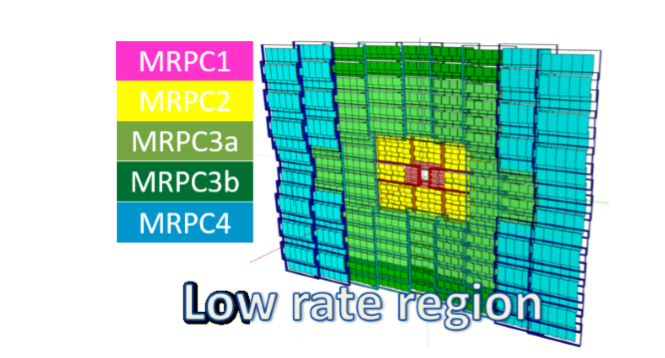 MRPC1
MRPC2
MRPC3a
MRPC3b
MRPC4
Low rate region